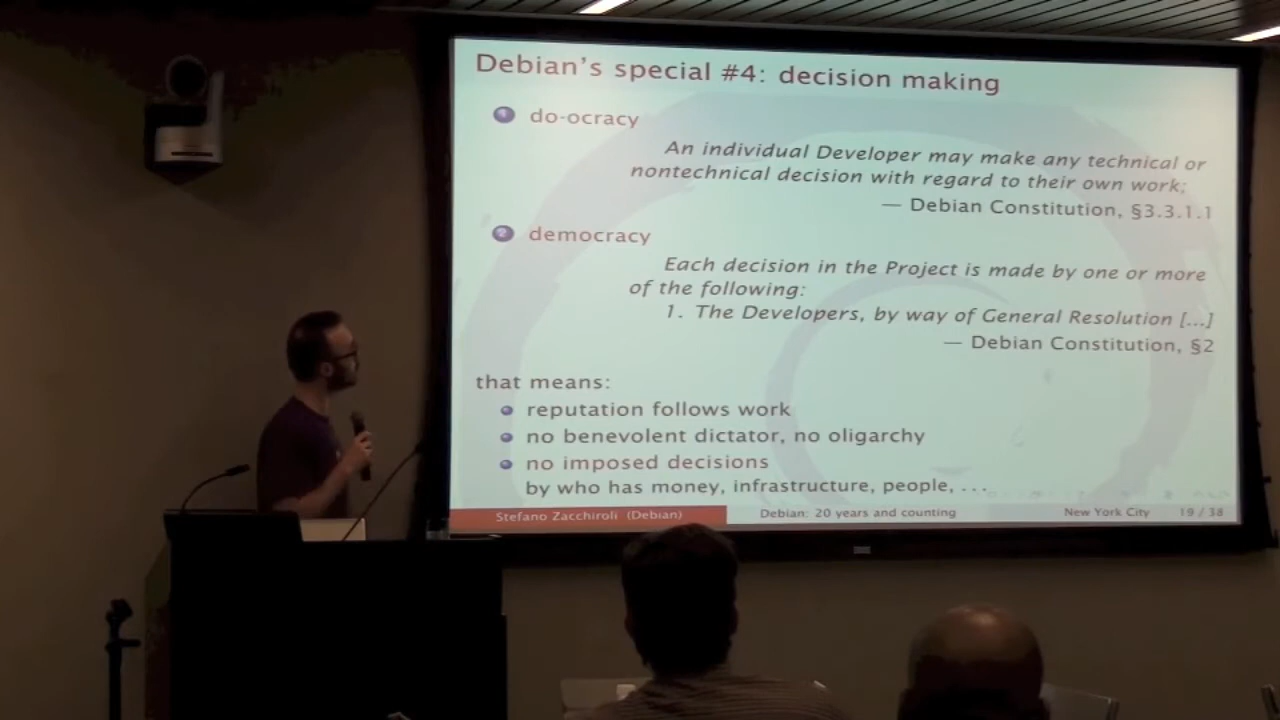 Debian's special #4: decision making
1 do-ocracy
An individual Developer may make any technical or
nontechnical decision with regard to their own work;
— Debian Constitution, §3.3.1.1
2 democracy
Each decision in the Project is made by one or more
of the following:
1. The Developers, by way of General Resolution [...]
— Debian Constitution, §2
that means:
reputation follows work
no benevolent dictator, no oligarchy
no imposed decisions
by who has money, infrastructure, people, ...
Stefano Zacchiroli (Debian) Debian: 20 years and counting New York City 19 / 38